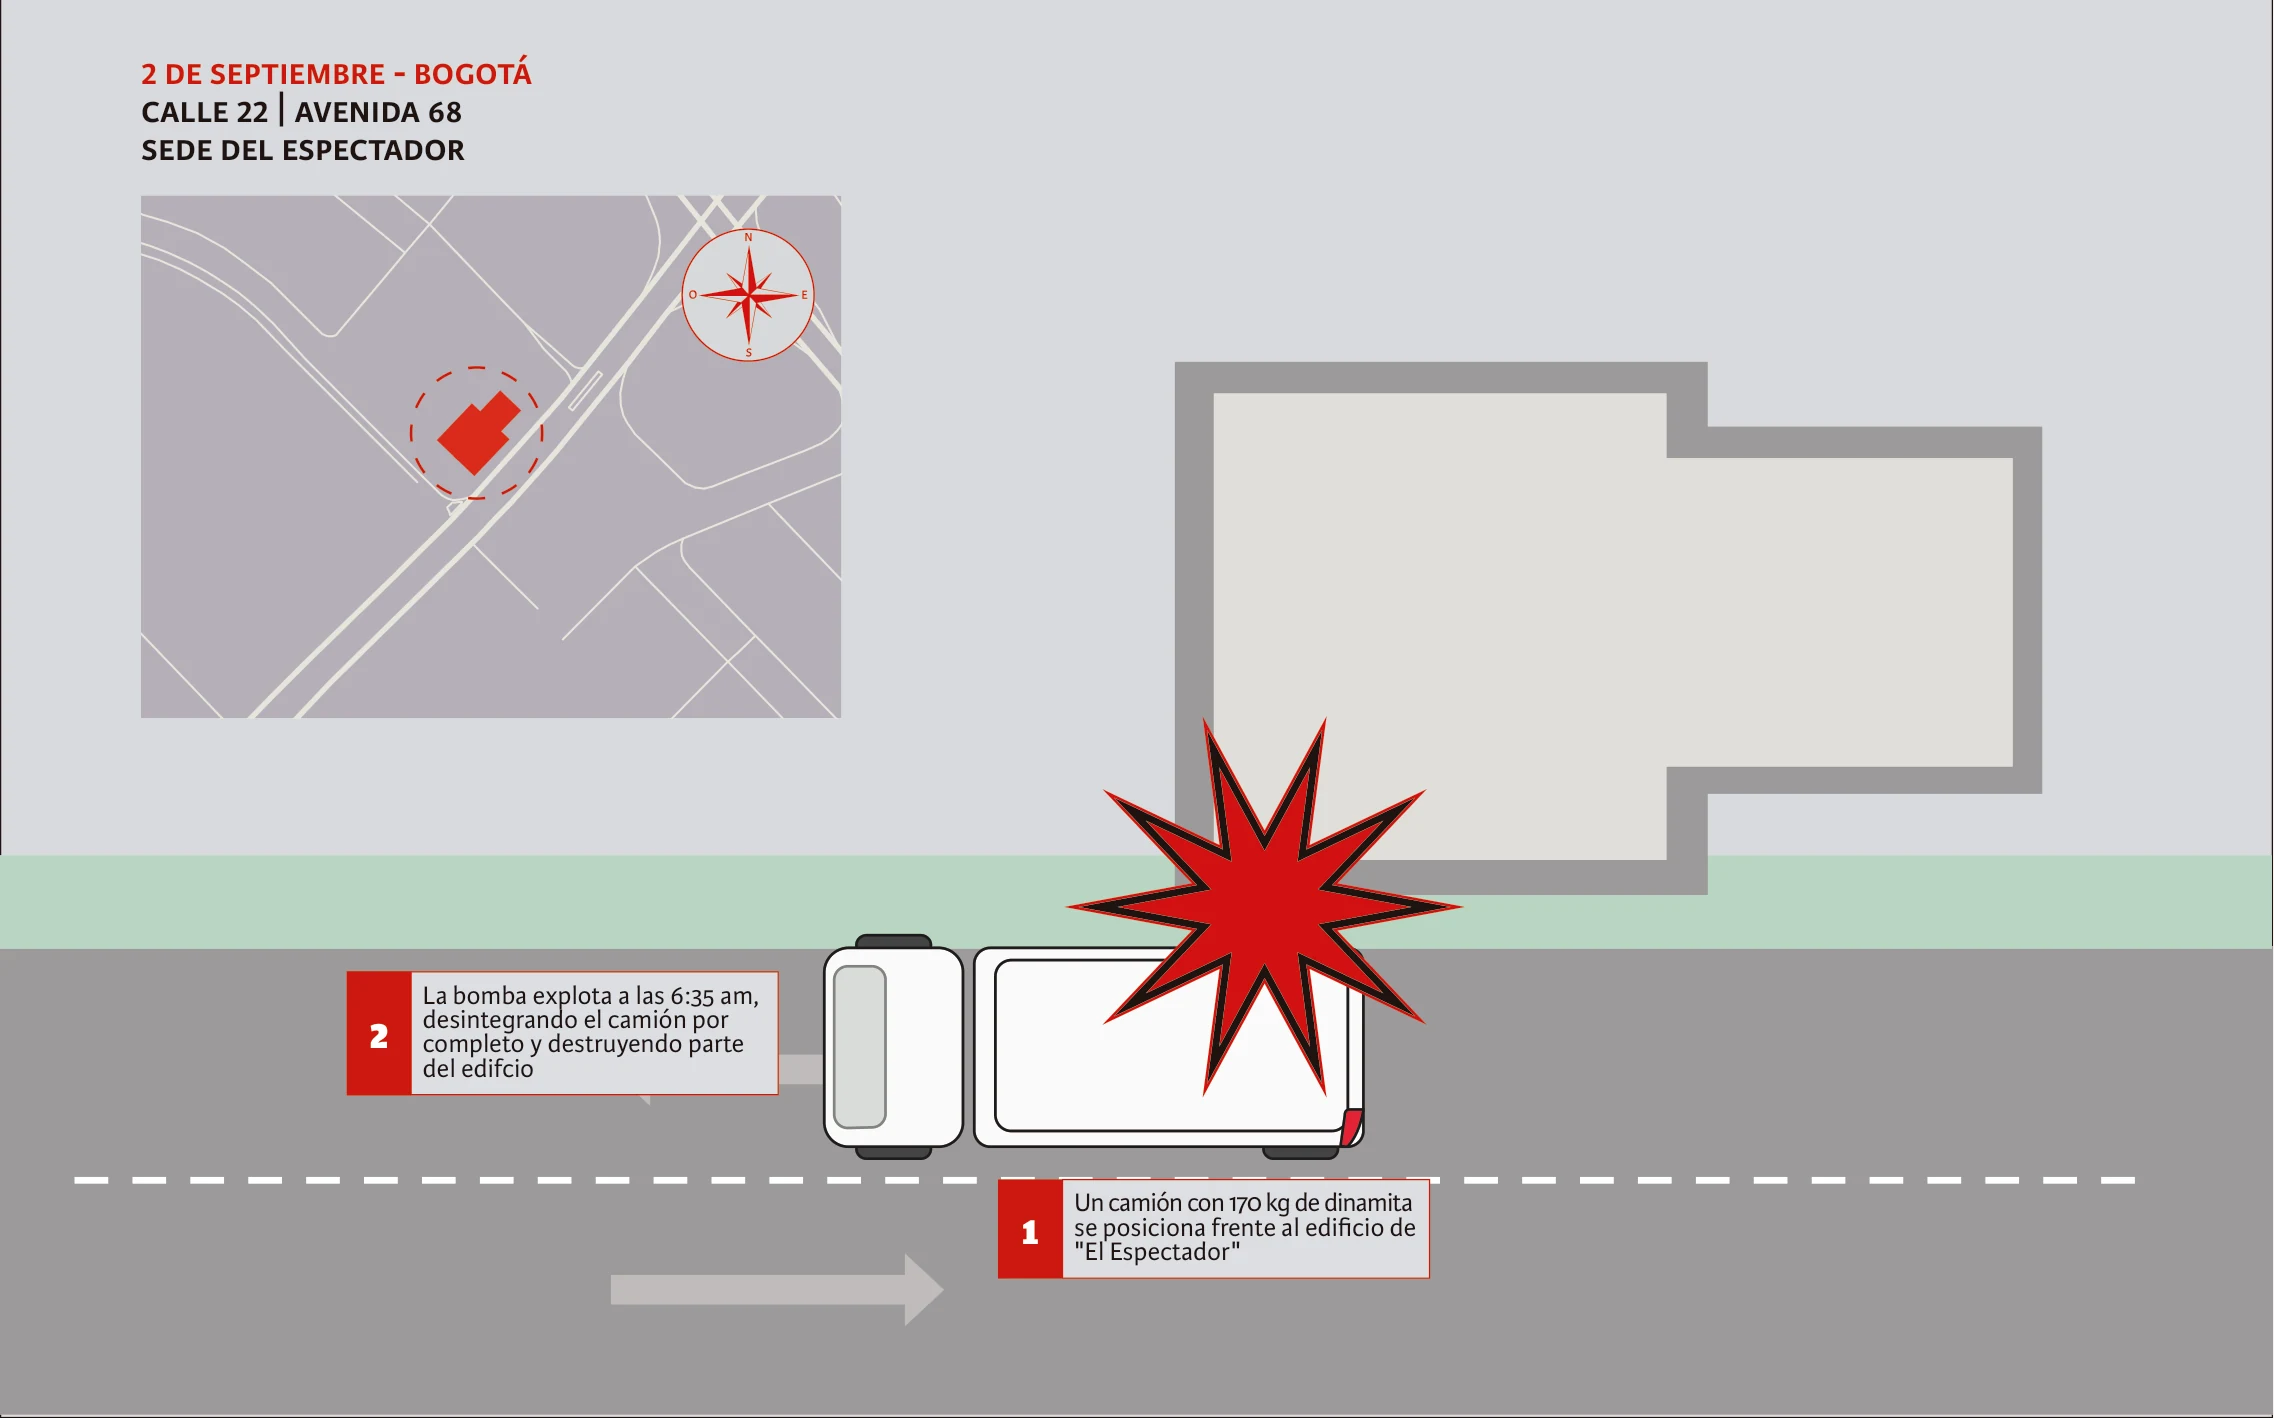 2 DE SEPTIEMBRE - BOGOTÁ
CALLE 22 | AVENIDA 68
SEDE DEL ESPECTADOR
N
O
E
S
2
La bomba explota a las 6:35 am,
desintegrando el camión por
completo y destruyendo parte
del edifcio
1
Un camión con 170 kg de dinamita
se posiciona frente al edificio de
"El Espectador"